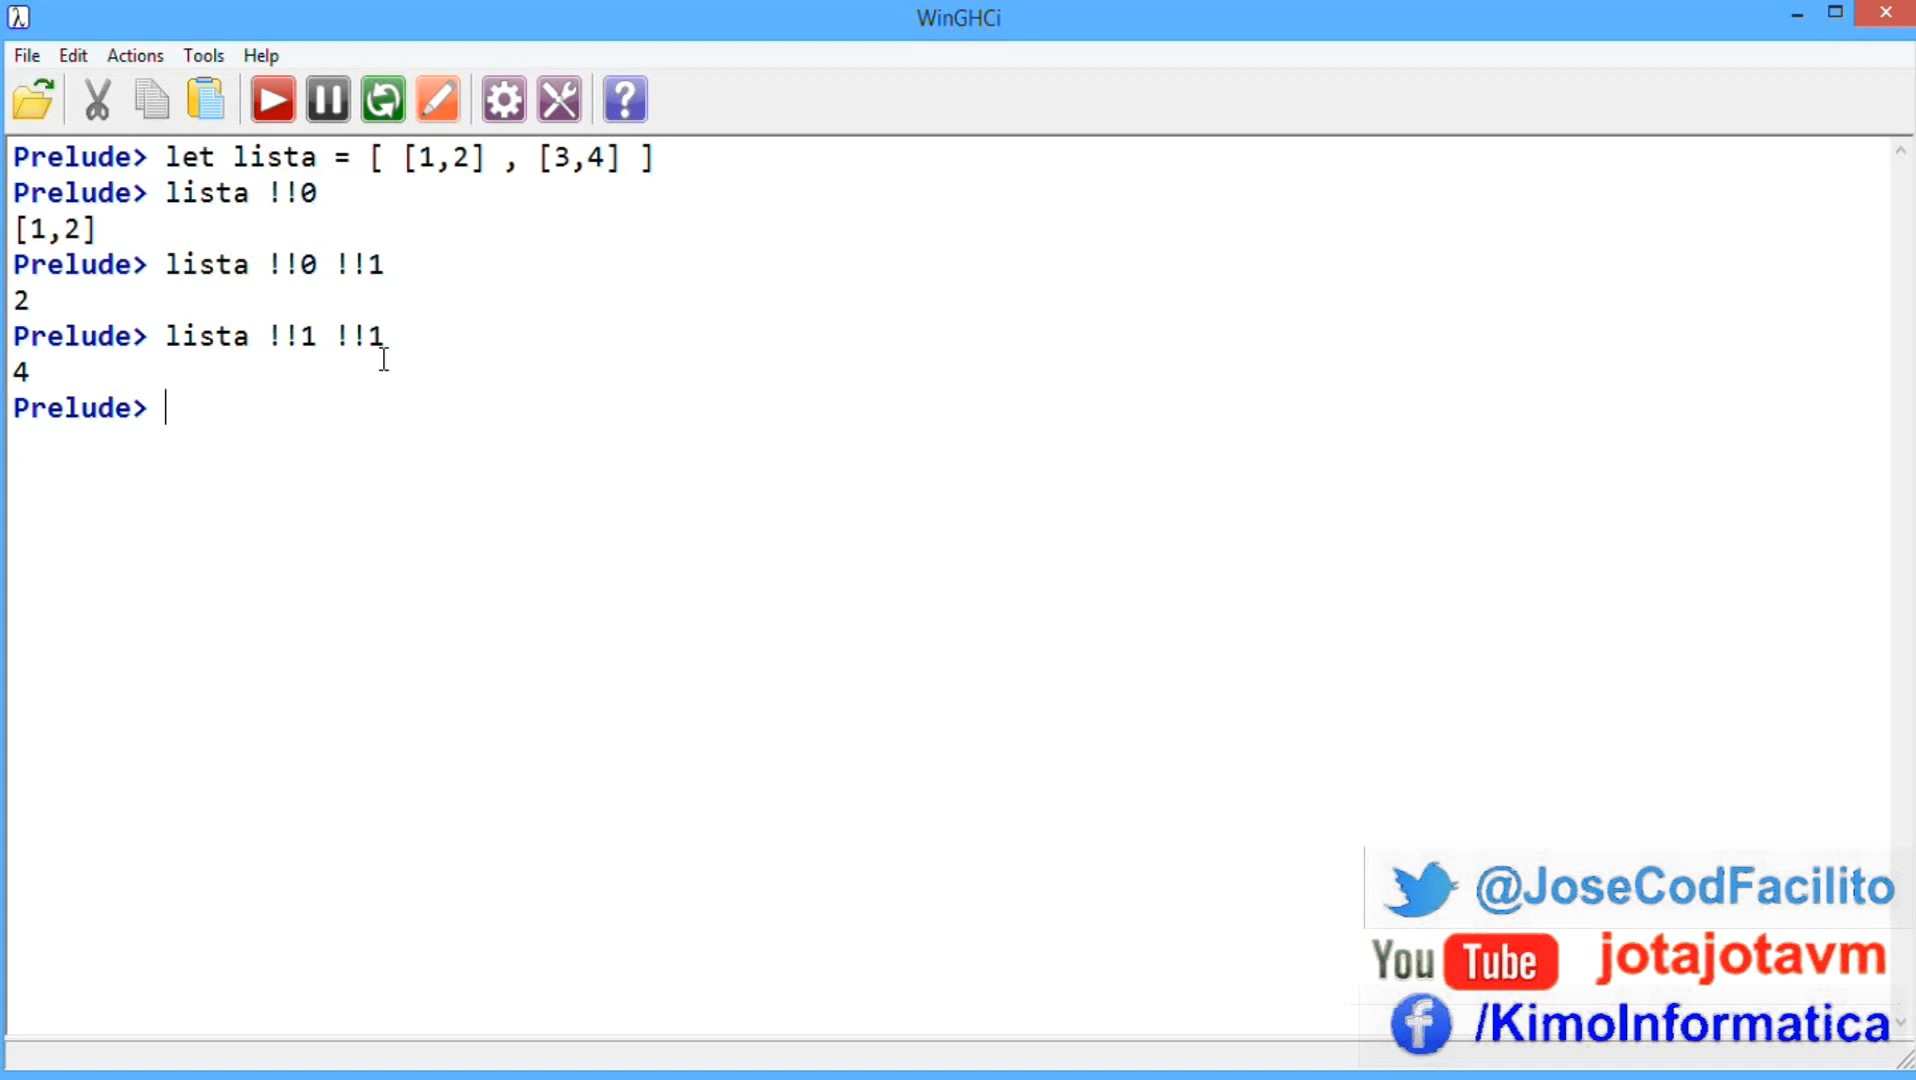 WinGHCi
File Edit Actions Tools Help
Prelude> let lista = [ [1,2] , [3,4] ]
Prelude> lista !!0
[1,2]
Prelude> lista !!0 !!1
2
Prelude> lista !!1 !!1
4
Prelude>
@JoseCodFacilito
You Tube jotajotavm
/KimoInformatica